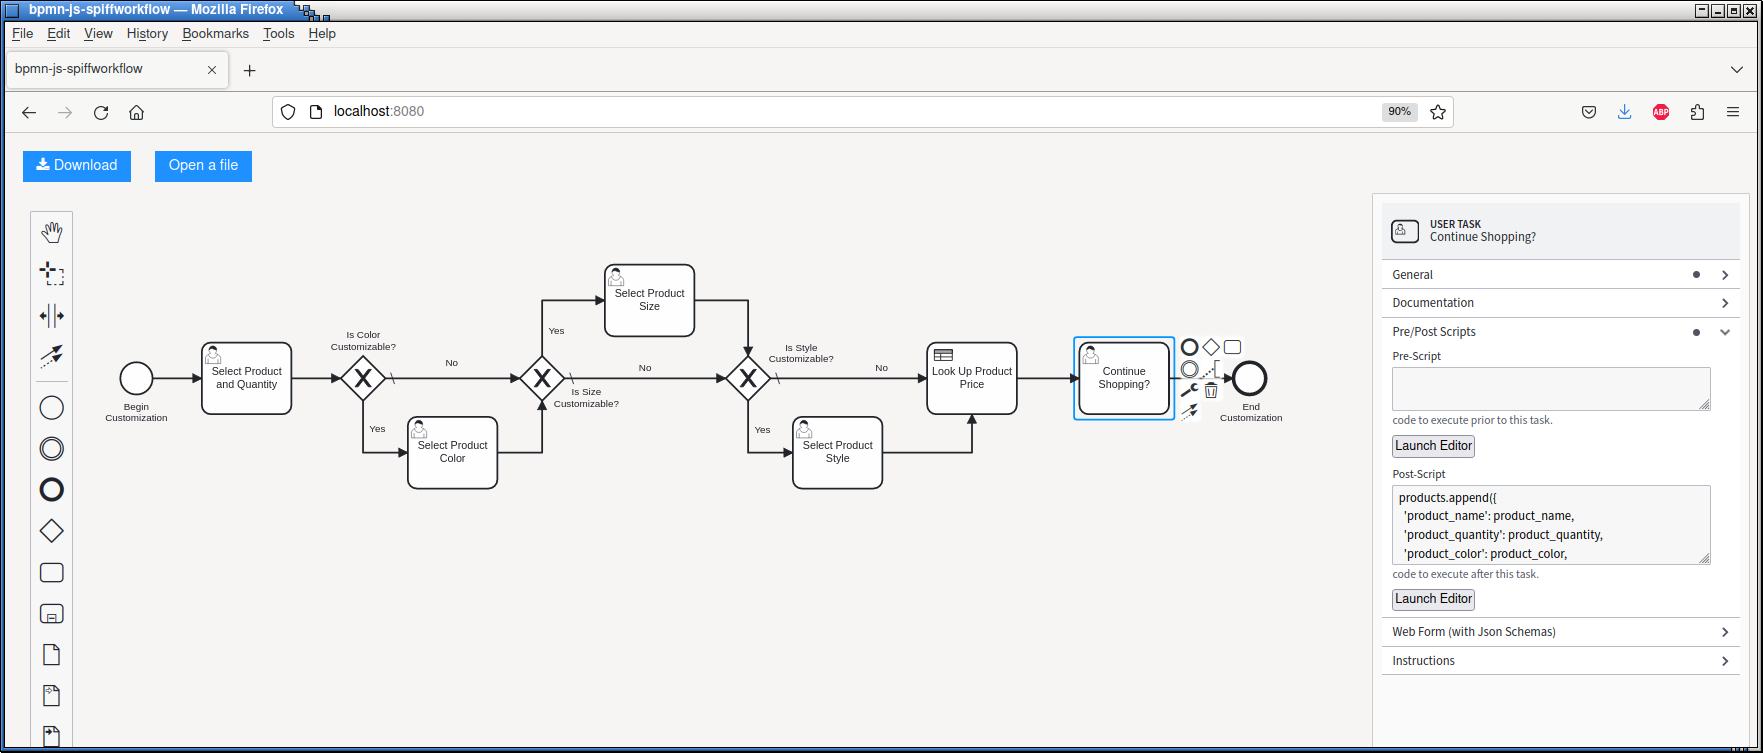 bpmn-js-spiffworkflow — Mozilla Firefox
File Edit View History Bookmarks Tools Help
bpmn-js-spiffworkflow
localhost:8080
90%
ABP
Download
Open a file
Begin
Customization
Select Product
and Quantity
Is Color
Customizable?
No
Yes
Select Product
Color
Yes
Is Size
Customizable?
Select Product
Size
No
Is Style
Customizable?
Yes
Select Product
Style
No
Look Up Product
Price
Continue
Shopping?
End
Customization
USER TASK
Continue Shopping?
General
Documentation
Pre/Post Scripts
Pre-Script
code to execute prior to this task.
Launch Editor
Post-Script
products.append({
'product_name': product_name,
'product_quantity': product_quantity,
'product_color': product_color,
code to execute after this task.
Launch Editor
Web Form (with Json Schemas)
Instructions